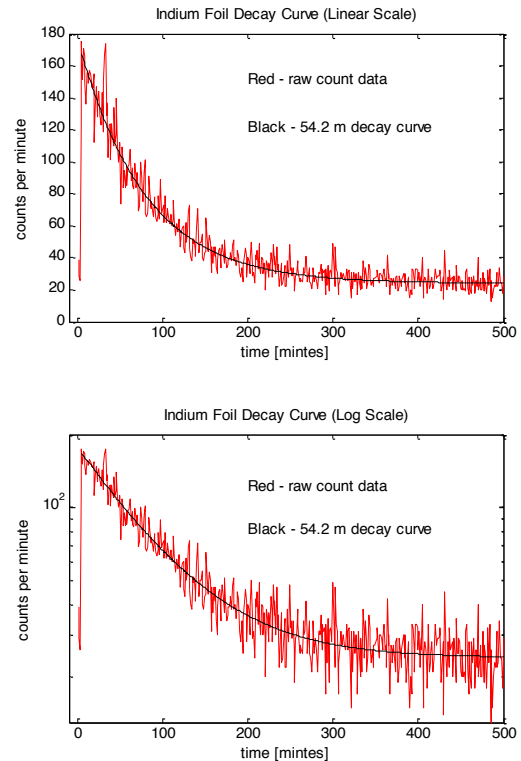 Indium Foil Decay Curve (Linear Scale)
180
160
140
120
100
80
60
40
20
0
counts per minute
Red - raw count data
Black - 54.2 m decay curve
0 100 200 300 400 500
time [mintes]
Indium Foil Decay Curve (Log Scale)
10^2
counts per minute
Red - raw count data
Black - 54.2 m decay curve
0 100 200 300 400 500
time [mintes]